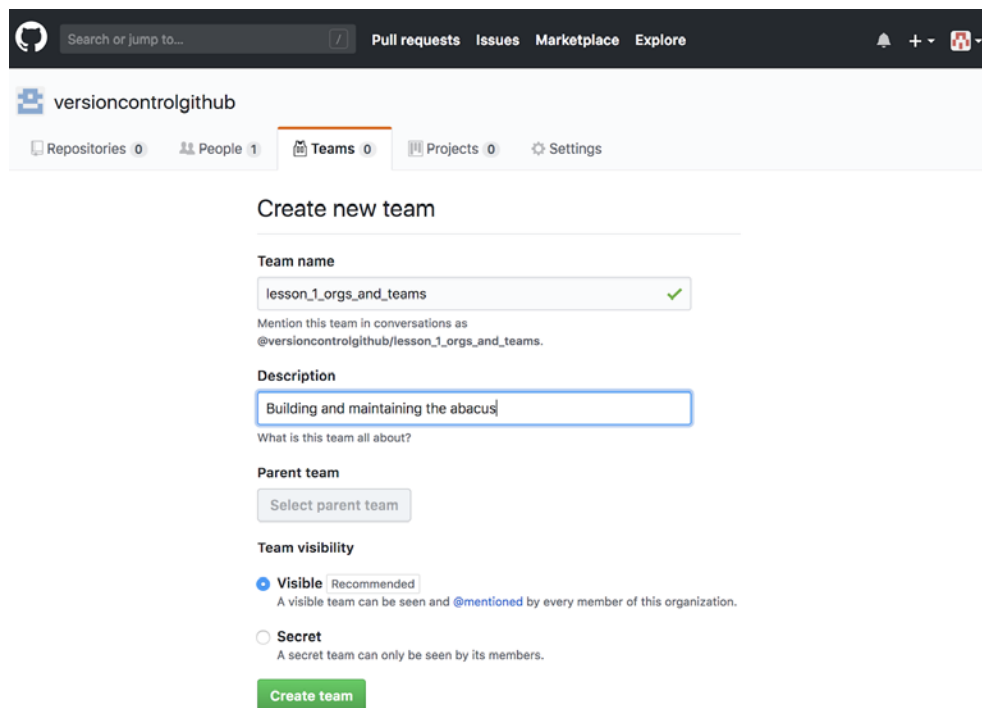 Search or jump to... / Pull requests Issues Marketplace Explore
versioncontrolgithub
Repositories 0 People 1 Teams 0 Projects 0 Settings
Create new team
Team name
lesson_1_orgs_and_teams
Mention this team in conversations as
@versioncontrolgithub/lesson_1_orgs_and_teams.
Description
Building and maintaining the abacus
What is this team all about?
Parent team
Select parent team
Team visibility
Visible Recommended
A visible team can be seen and @mentioned by every member of this organization.
Secret
A secret team can only be seen by its members.
Create team